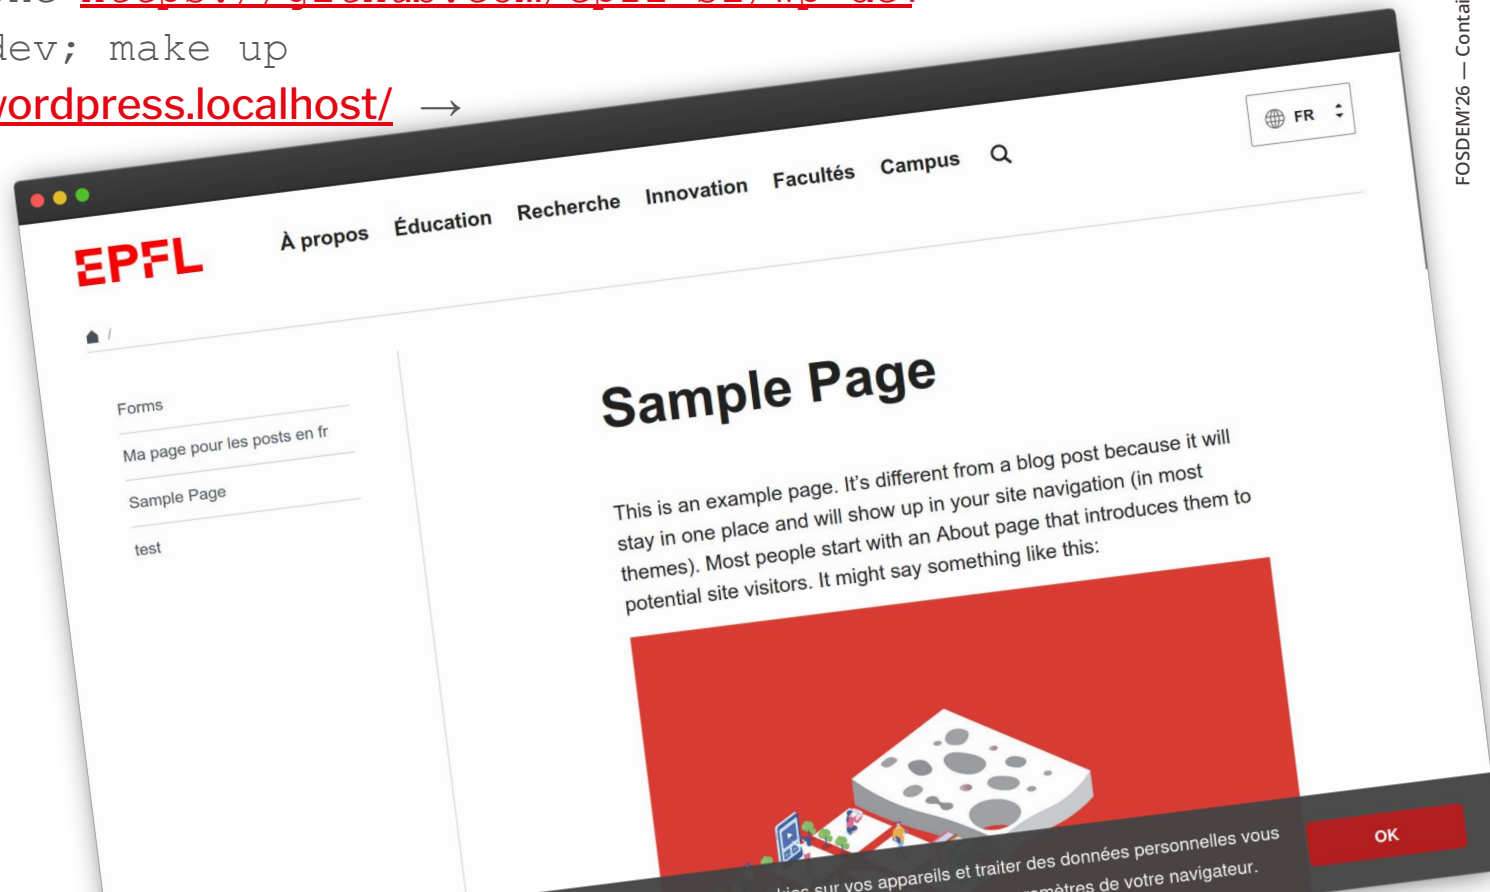 dev; make up
wordpress.localhost/ →
FOSDEM'26 — Contai
FR
À propos Éducation Recherche Innovation Facultés Campus
EPFL
/
Forms
Ma page pour les posts en fr
Sample Page
test
Sample Page
This is an example page. It’s different from a blog post because it will
stay in one place and will show up in your site navigation (in most
themes). Most people start with an About page that introduces them to
potential site visitors. It might say something like this:
sur vos appareils et traiter des données personnelles vous
de votre navigateur.
OK